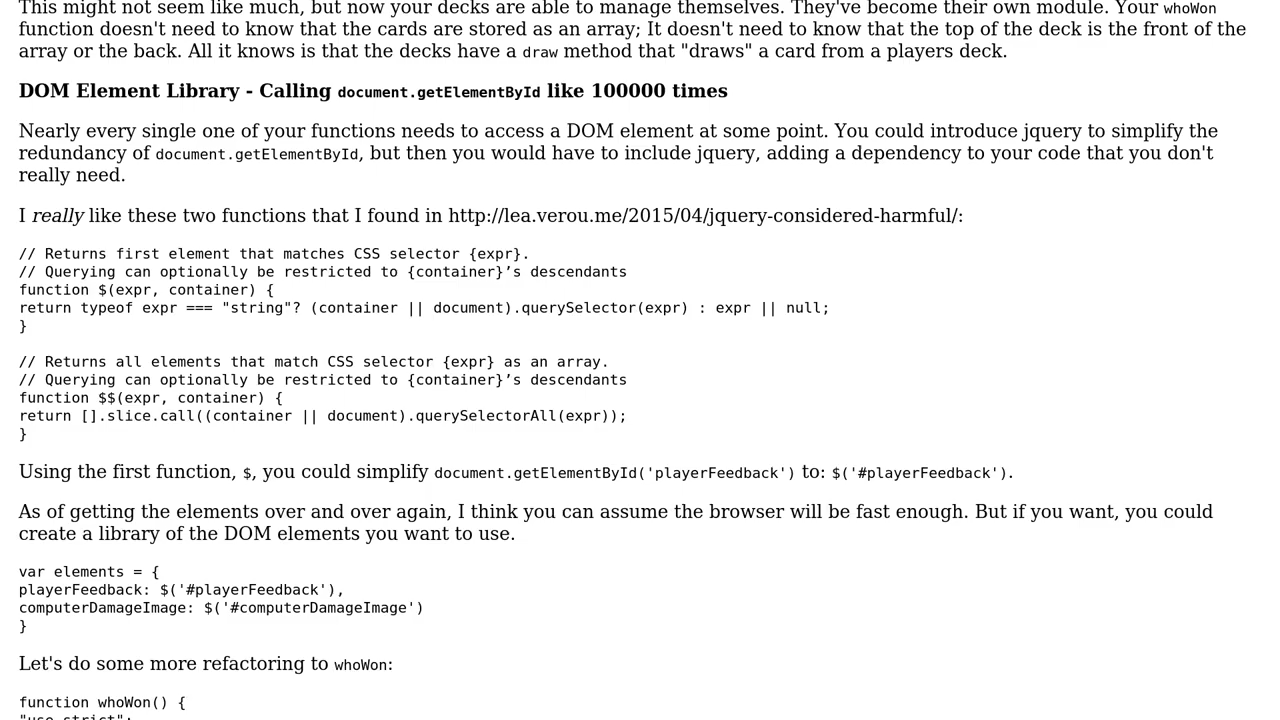 This might not seem like much, but now your decks are able to manage themselves. They've become their own module. Your whoWon
function doesn't need to know that the cards are stored as an array; It doesn't need to know that the top of the deck is the front of the
array or the back. All it knows is that the decks have a draw method that "draws" a card from a players deck.
DOM Element Library - Calling document.getElementById like 100000 times
Nearly every single one of your functions needs to access a DOM element at some point. You could introduce jquery to simplify the
redundancy of document.getElementById, but then you would have to include jquery, adding a dependency to your code that you don't
really need.
I really like these two functions that I found in http://lea.verou.me/2015/04/jquery-considered-harmful/:
// Returns first element that matches CSS selector {expr}.
// Querying can optionally be restricted to {container}’s descendants
function $(expr, container) {
return typeof expr === "string"? (container || document).querySelector(expr) : expr || null;
}
// Returns all elements that match CSS selector {expr} as an array.
// Querying can optionally be restricted to {container}’s descendants
function $$(expr, container) {
return [].slice.call((container || document).querySelectorAll(expr));
}
Using the first function, $, you could simplify document.getElementById('playerFeedback') to: $('#playerFeedback').
As of getting the elements over and over again, I think you can assume the browser will be fast enough. But if you want, you could
create a library of the DOM elements you want to use.
var elements = {
playerFeedback: $('#playerFeedback'),
computerDamageImage: $('#computerDamageImage')
}
Let's do some more refactoring to whoWon:
function whoWon() {
"use strict";